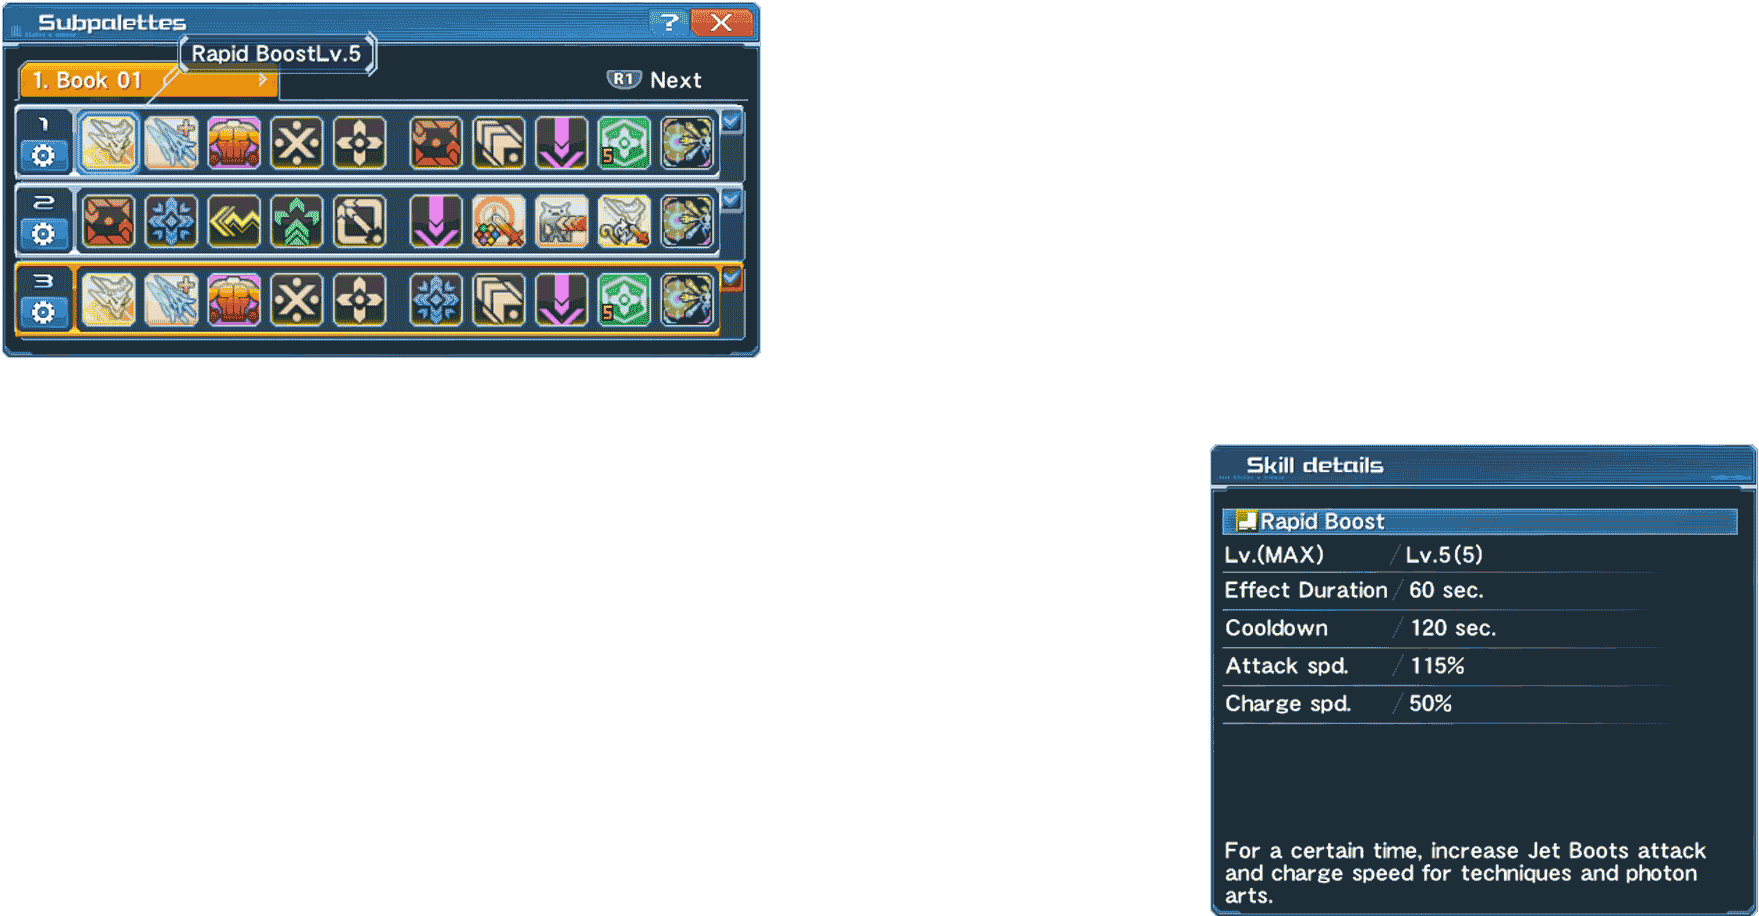 Subpalettes
?
Rapid BoostLv.5
1. Book 01
R1 Next
1
5
2
3
5
Skill details
Rapid Boost
Lv.(MAX) / Lv.5(5)
Effect Duration / 60 sec.
Cooldown / 120 sec.
Attack spd. / 115%
Charge spd. / 50%
For a certain time, increase Jet Boots attack
and charge speed for techniques and photon
arts.